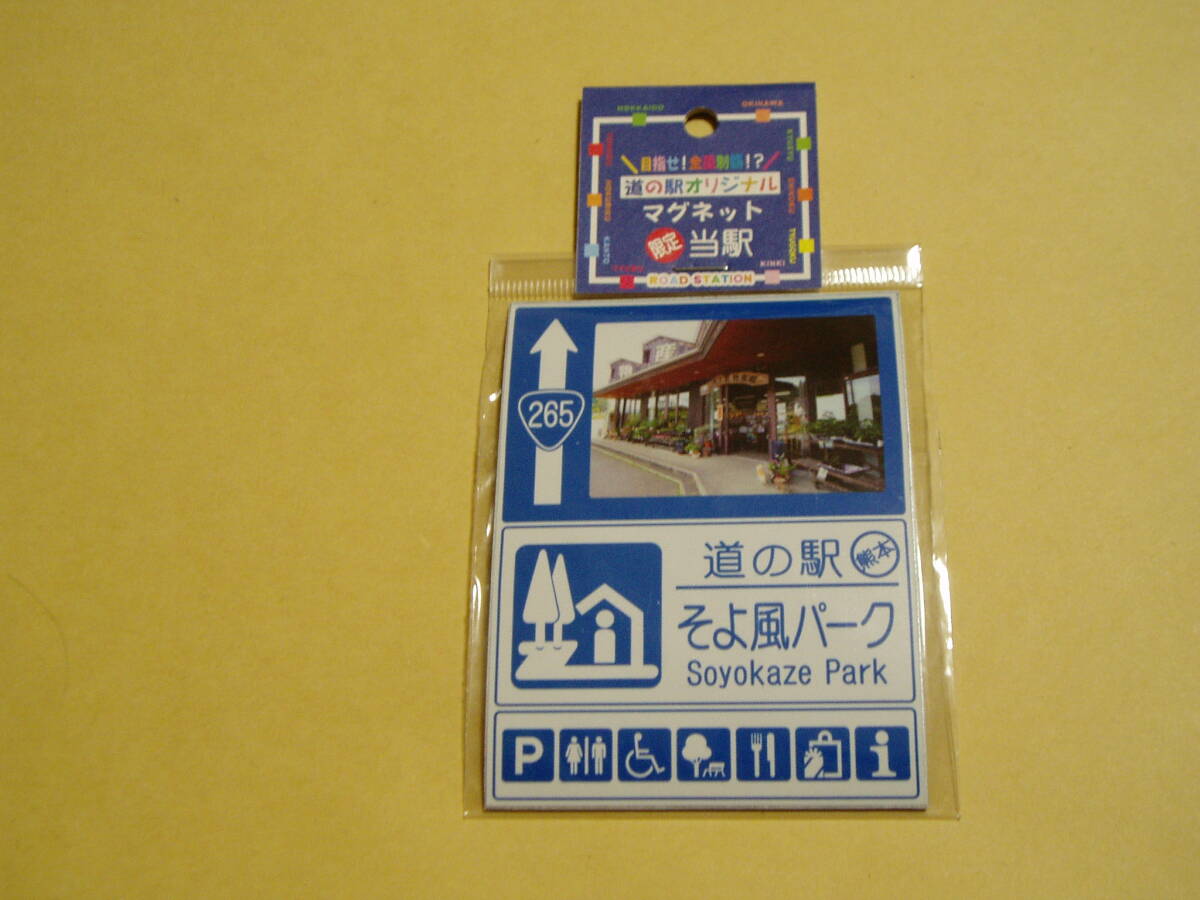 HOKKAIDO
OKINAWA
目指せ!全国制覇!?
道の駅オリジナル
マグネット
限定 当駅
KANTO
KINKI
ROAD STATION
265
道の駅 熊本
そよ風パーク
Soyokaze Park
P
i